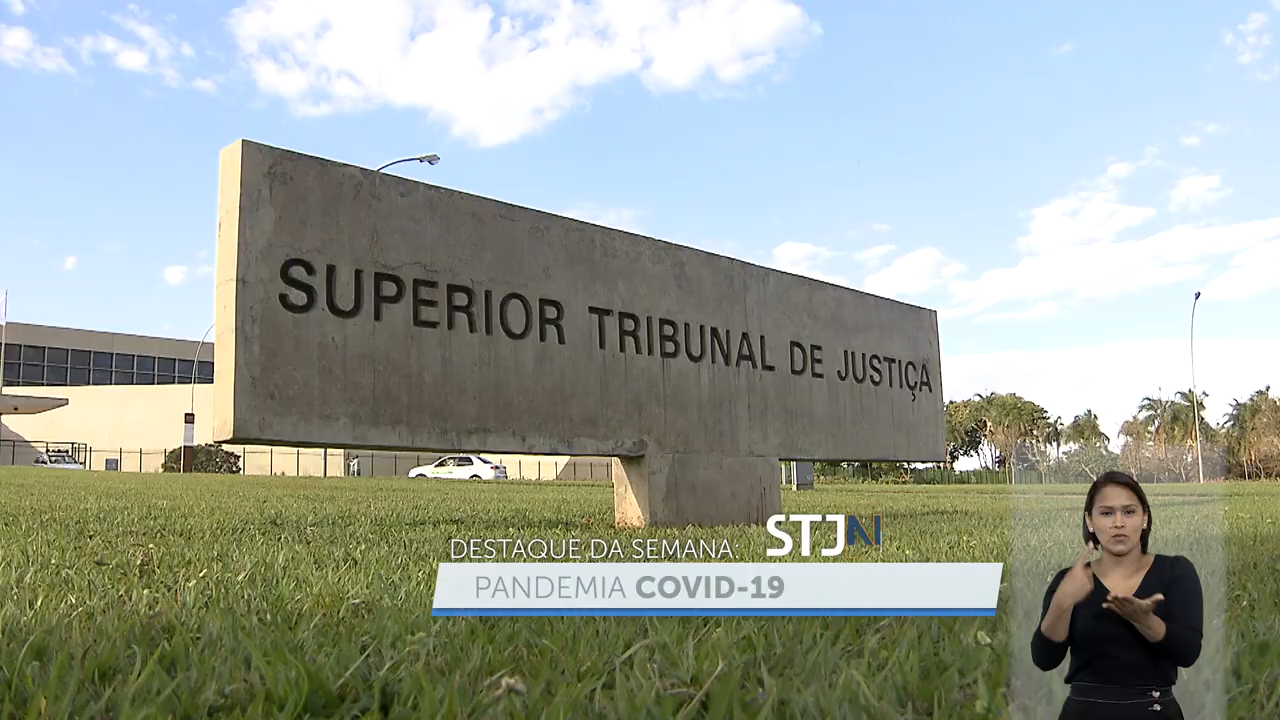 SUPERIOR TRIBUNAL DE JUSTIÇA
DESTAQUE DA SEMANA: STJN
PANDEMIA COVID-19